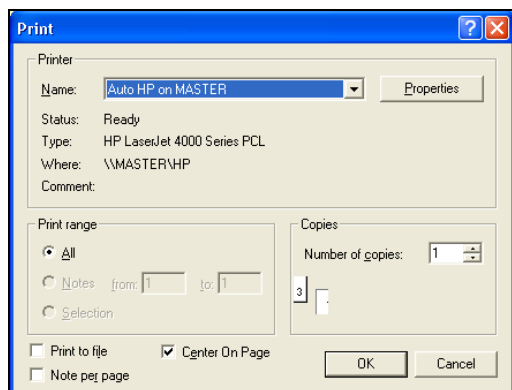 Print
Printer
Name: Auto HP on MASTER Properties
Status: Ready
Type: HP LaserJet 4000 Series PCL
Where: \\MASTER\HP
Comment:
Print range
All
Notes from: 1 to: 1
Selection
Copies
Number of copies: 1
3
Print to file
Center On Page
Note per page
OK
Cancel